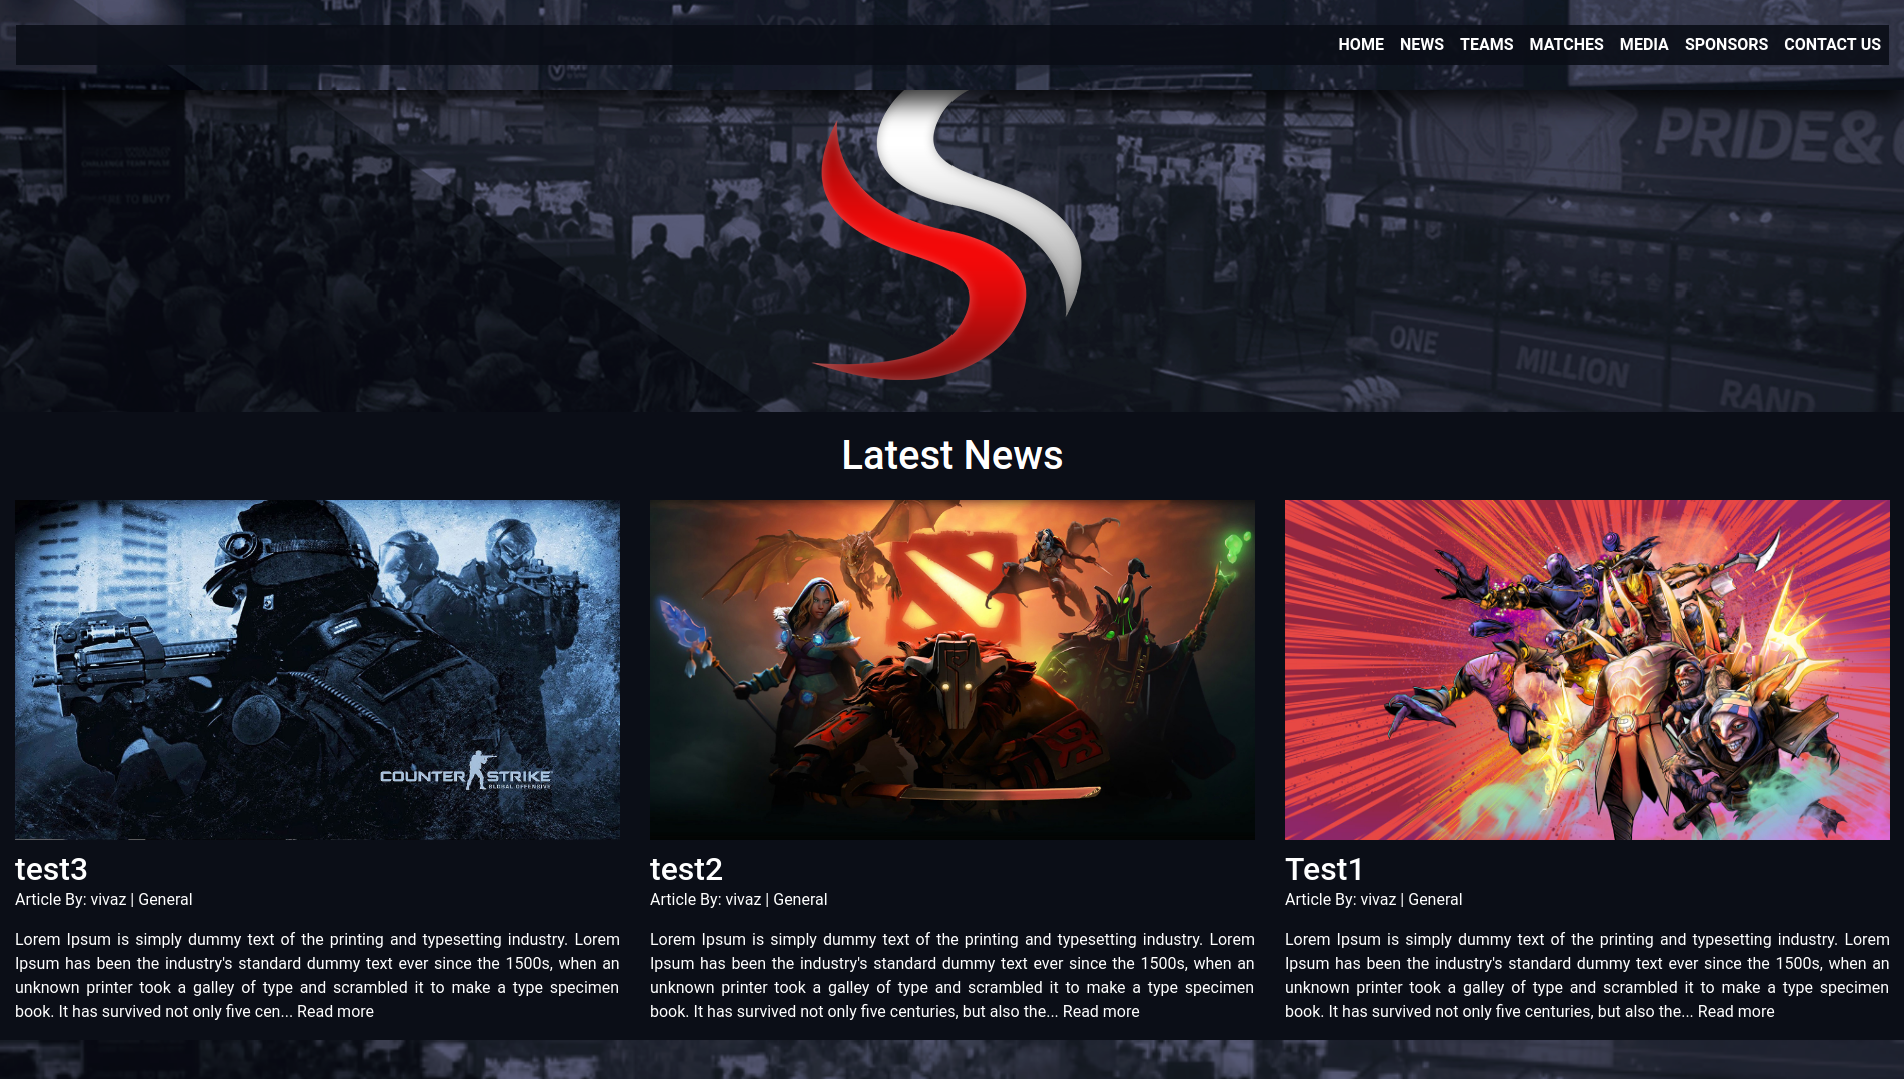 HOME NEWS TEAMS MATCHES MEDIA SPONSORS CONTACT US
PRIDE &
ONE
MILLION
RAND
Latest News
COUNTER STRIKE
GLOBAL OFFENSIVE
test3
Article By: vivaz | General
Lorem Ipsum is simply dummy text of the printing and typesetting industry. Lorem
Ipsum has been the industry's standard dummy text ever since the 1500s, when an
unknown printer took a galley of type and scrambled it to make a type specimen
book. It has survived not only five cen... Read more
test2
Article By: vivaz | General
Lorem Ipsum is simply dummy text of the printing and typesetting industry. Lorem
Ipsum has been the industry's standard dummy text ever since the 1500s, when an
unknown printer took a galley of type and scrambled it to make a type specimen
book. It has survived not only five centuries, but also the... Read more
Test1
Article By: vivaz | General
Lorem Ipsum is simply dummy text of the printing and typesetting industry. Lorem
Ipsum has been the industry's standard dummy text ever since the 1500s, when an
unknown printer took a galley of type and scrambled it to make a type specimen
book. It has survived not only five centuries, but also the... Read more